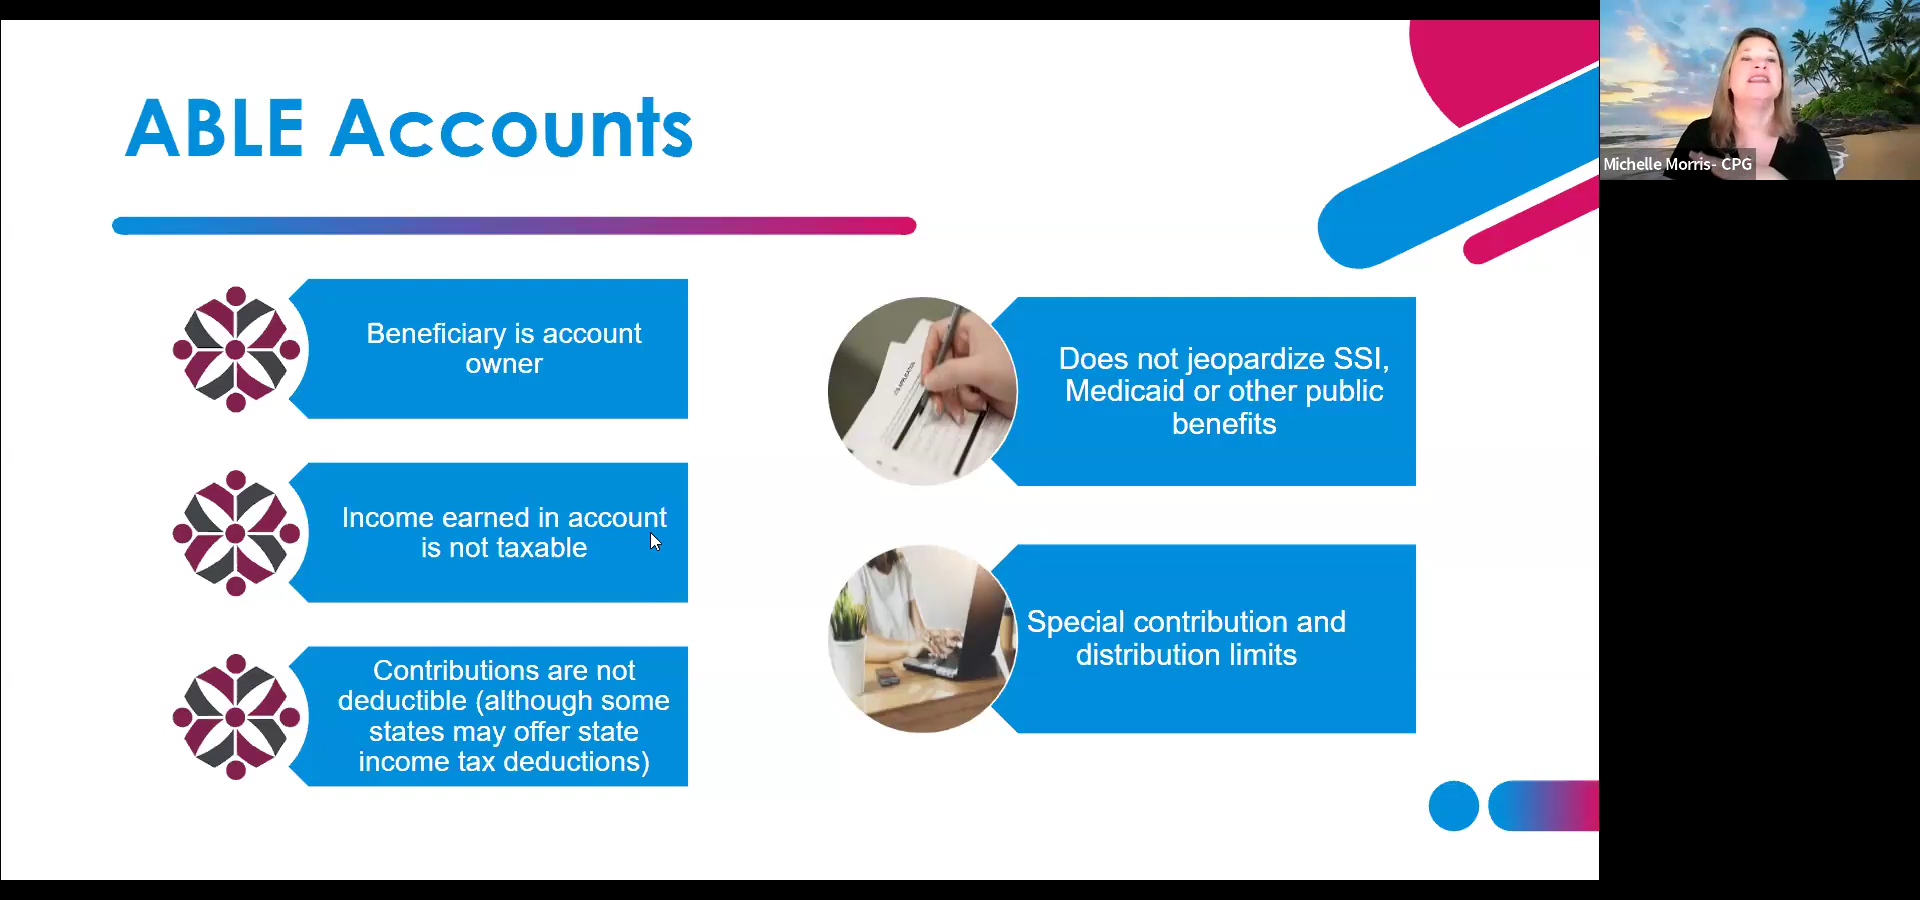 ABLE Accounts
Beneficiary is account
owner
Income earned in account
is not taxable
Contributions are not
deductible (although some
states may offer state
income tax deductions)
Does not jeopardize SSI,
Medicaid or other public
benefits
Special contribution and
distribution limits
Michelle Morris- CPG